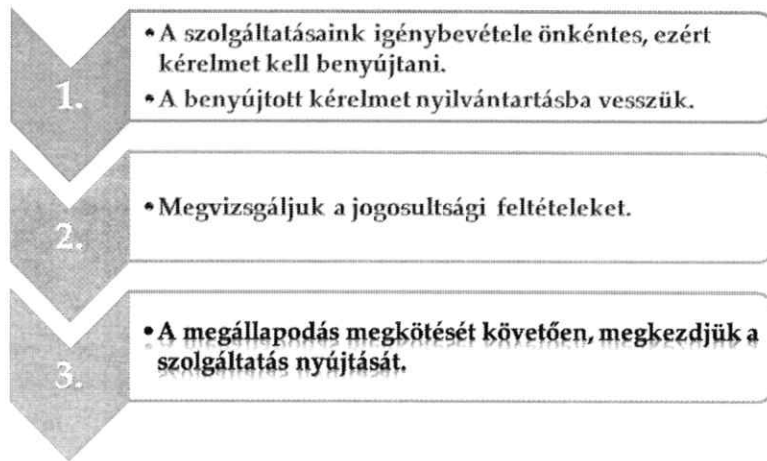 1.
• A szolgáltatásaink igénybevétele önkéntes, ezért
kérelmet kell benyújtani.
• A benyújtott kérelmet nyilvántartásba vesszük.
2.
• Megvizsgáljuk a jogosultsági feltételeket.
3.
• A megállapodás megkötését követően, megkezdjük a
szolgáltatás nyújtását.